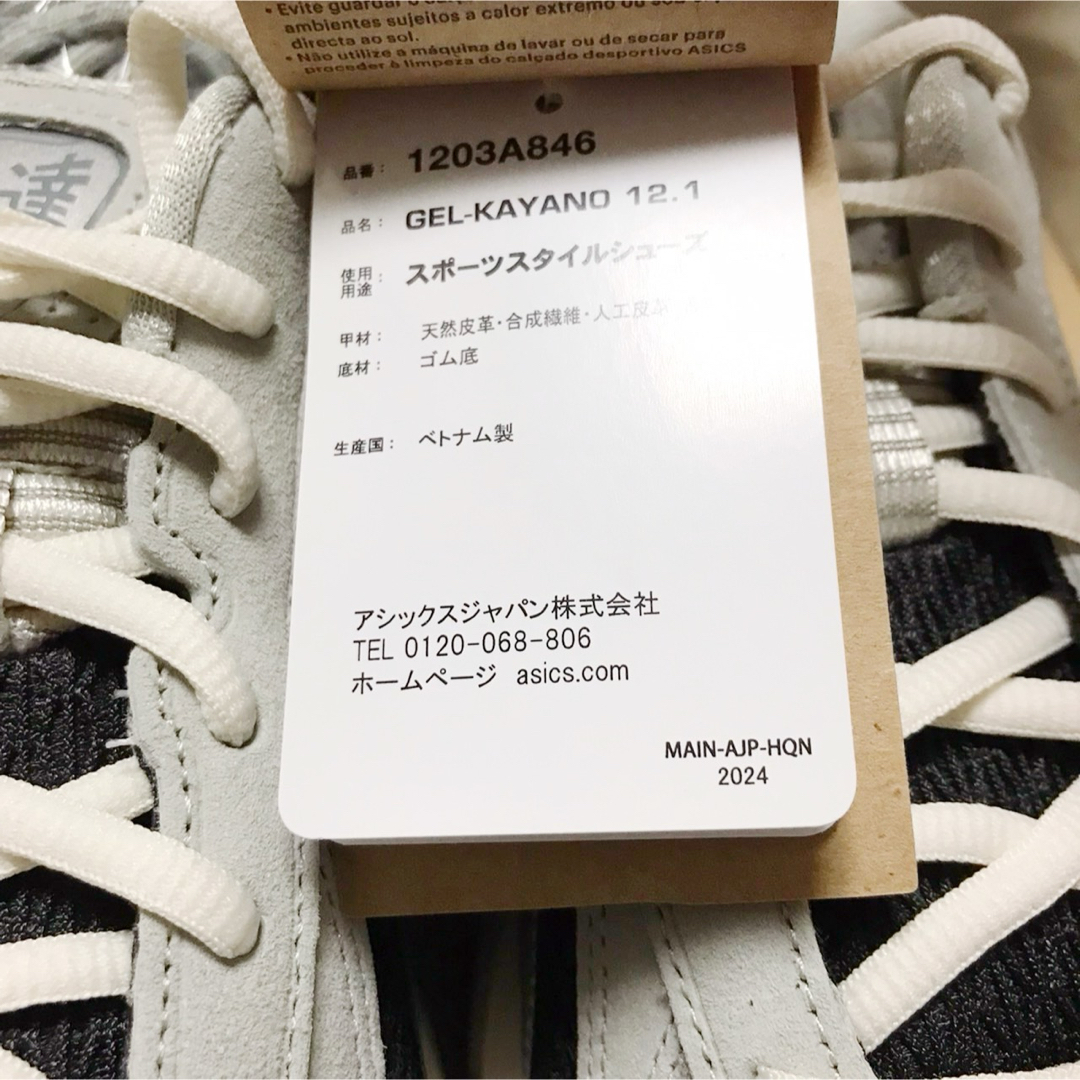 • Evite guardar o
ambientes sujeitos a calor extremo ou
directa ao sol.
• Não utilize a máquina de lavar ou de secar para
proceder à limpeza do calçado desportivo ASICS
達
品番： 1203A846
品名： GEL-KAYANO 12.1
使用用途： スポーツスタイルシューズ
甲材： 天然皮革・合成繊維・人工皮革
底材： ゴム底
生産国： ベトナム製
アシックスジャパン株式会社
TEL 0120-068-806
ホームページ asics.com
MAIN-AJP-HQN
2024